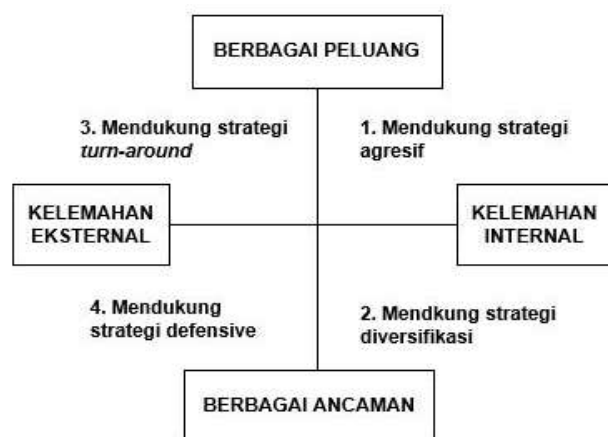 BERBAGAI PELUANG
3. Mendukung strategi
turn-around
1. Mendukung strategi
agresif
KELEMAHAN
EKSTERNAL
KELEMAHAN
INTERNAL
4. Mendukung
strategi defensive
2. Mendkung strategi
diversifikasi
BERBAGAI ANCAMAN